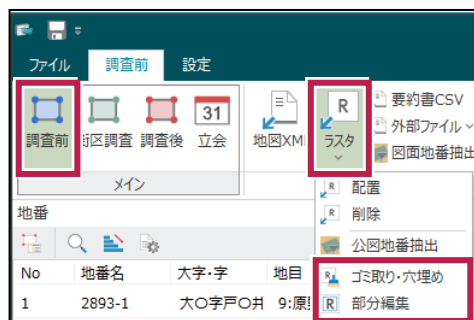 ファイル 調査前 設定
調査前 街区調査 調査後 立会 地図XM ラスタ
31
R
要約書CSV
外部ファイル
図面地番抽出
メイン
配置
削除
公図地番抽出
ゴミ取り・穴埋め
部分編集
地番
No 地番名 大字・字 地目
1 2893-1 大〇字戸〇井 9:原